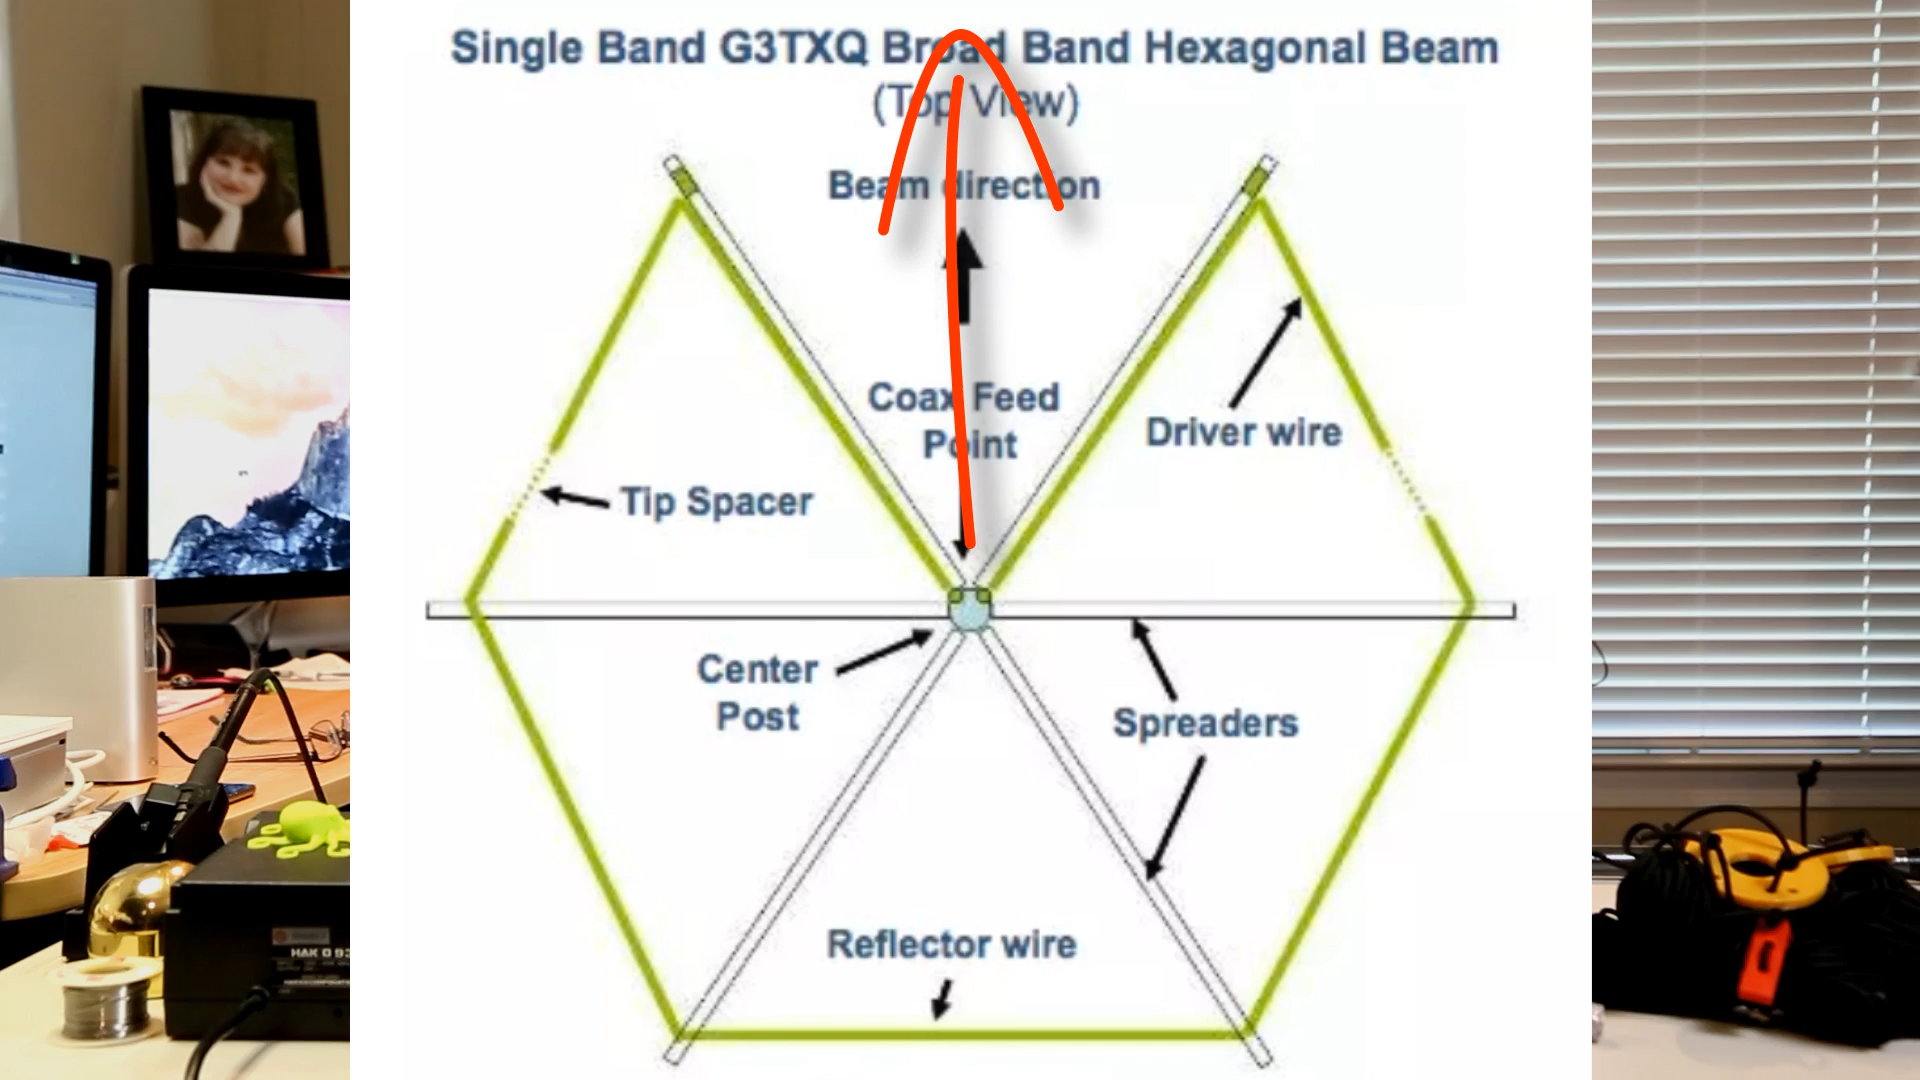 Single Band G3TXQ Broad Band Hexagonal Beam
(Top View)
Beam direction
Coax Feed
Point
Driver wire
Tip Spacer
Center
Post
Spreaders
Reflector wire